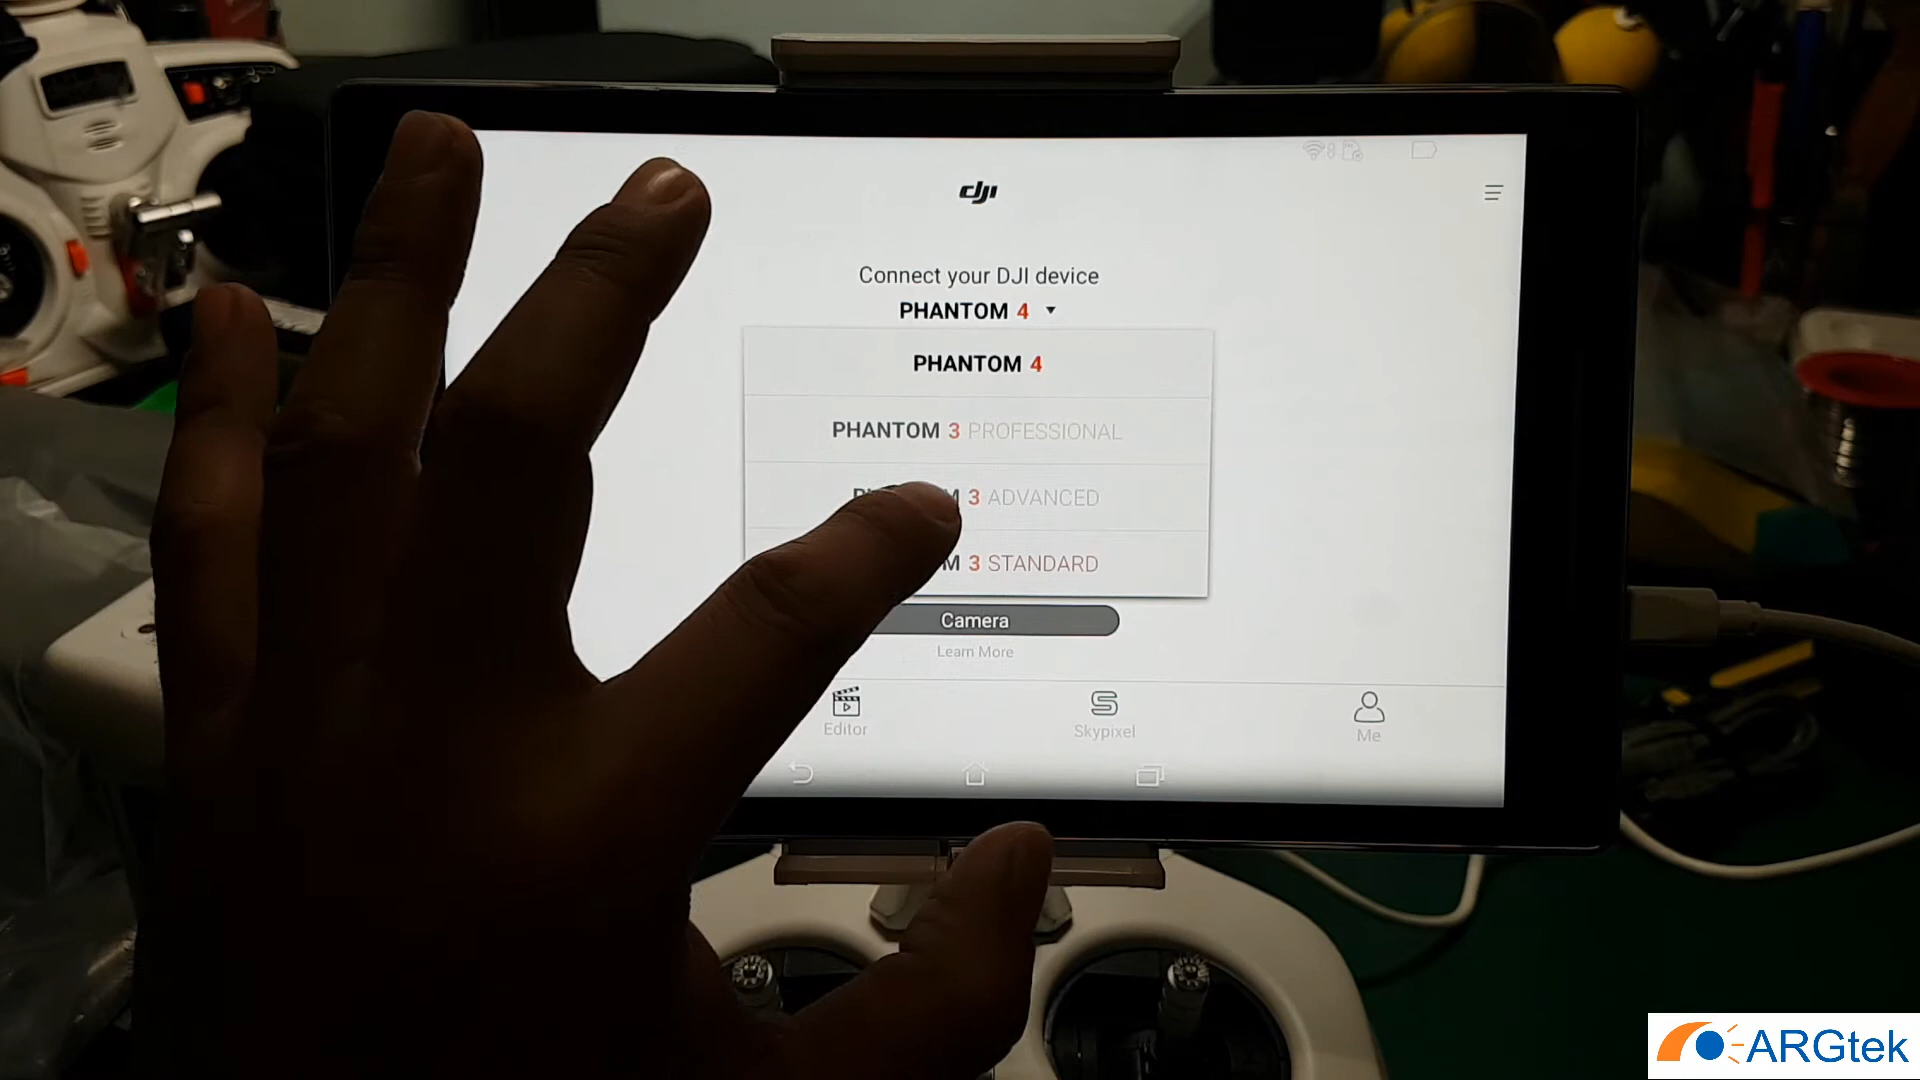 dji
Connect your DJI device
PHANTOM 4
PHANTOM 4
PHANTOM 3 PROFESSIONAL
3 ADVANCED
M 3 STANDARD
Camera
Learn More
Editor
Skypixel
Me
ARGtek